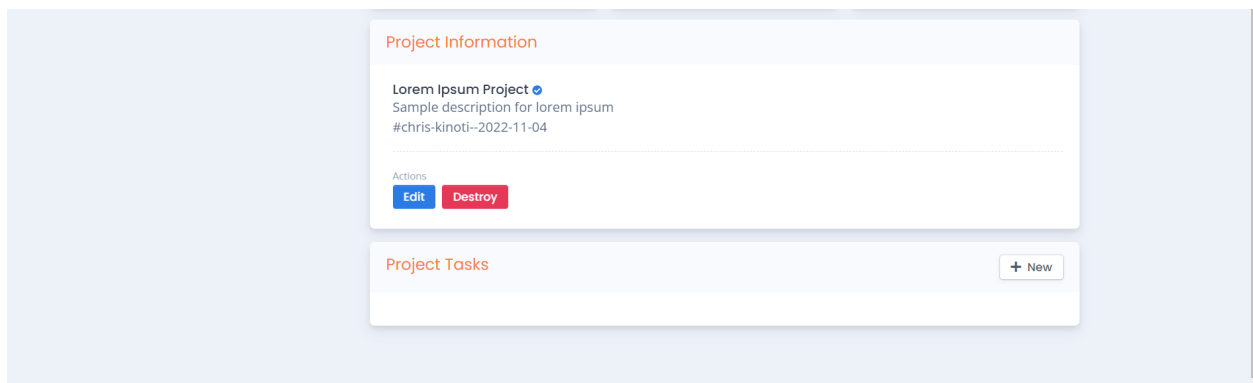 Project Information
Lorem Ipsum Project
Sample description for lorem ipsum
#chris-kinoti--2022-11-04
Actions
Edit Destroy
Project Tasks
+ New